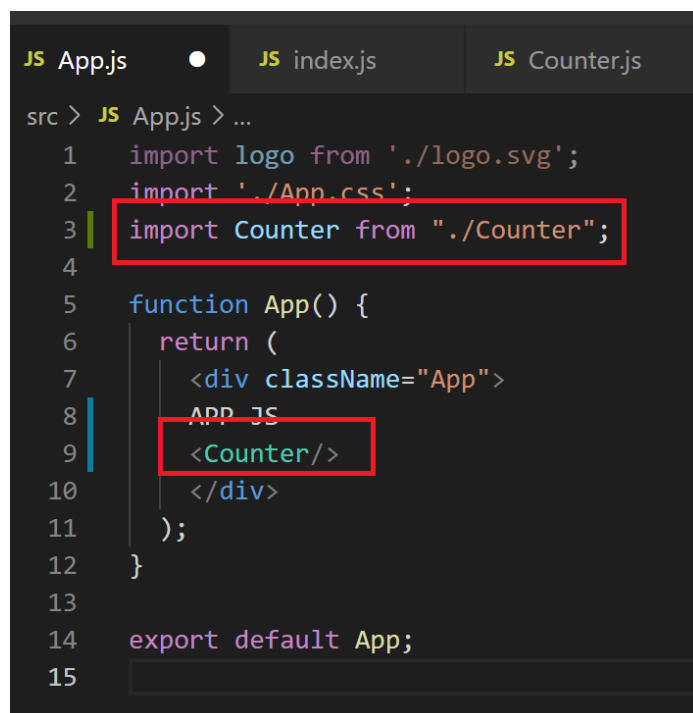 JS App.js JS index.js JS Counter.js
src > JS App.js > ...
1 import logo from './logo.svg';
2 import './App.css';
3 import Counter from "./Counter";
4
5 function App() {
6 return (
7 <div className="App">
8 APP JS
9 <Counter/>
10 </div>
11 );
12 }
13
14 export default App;
15